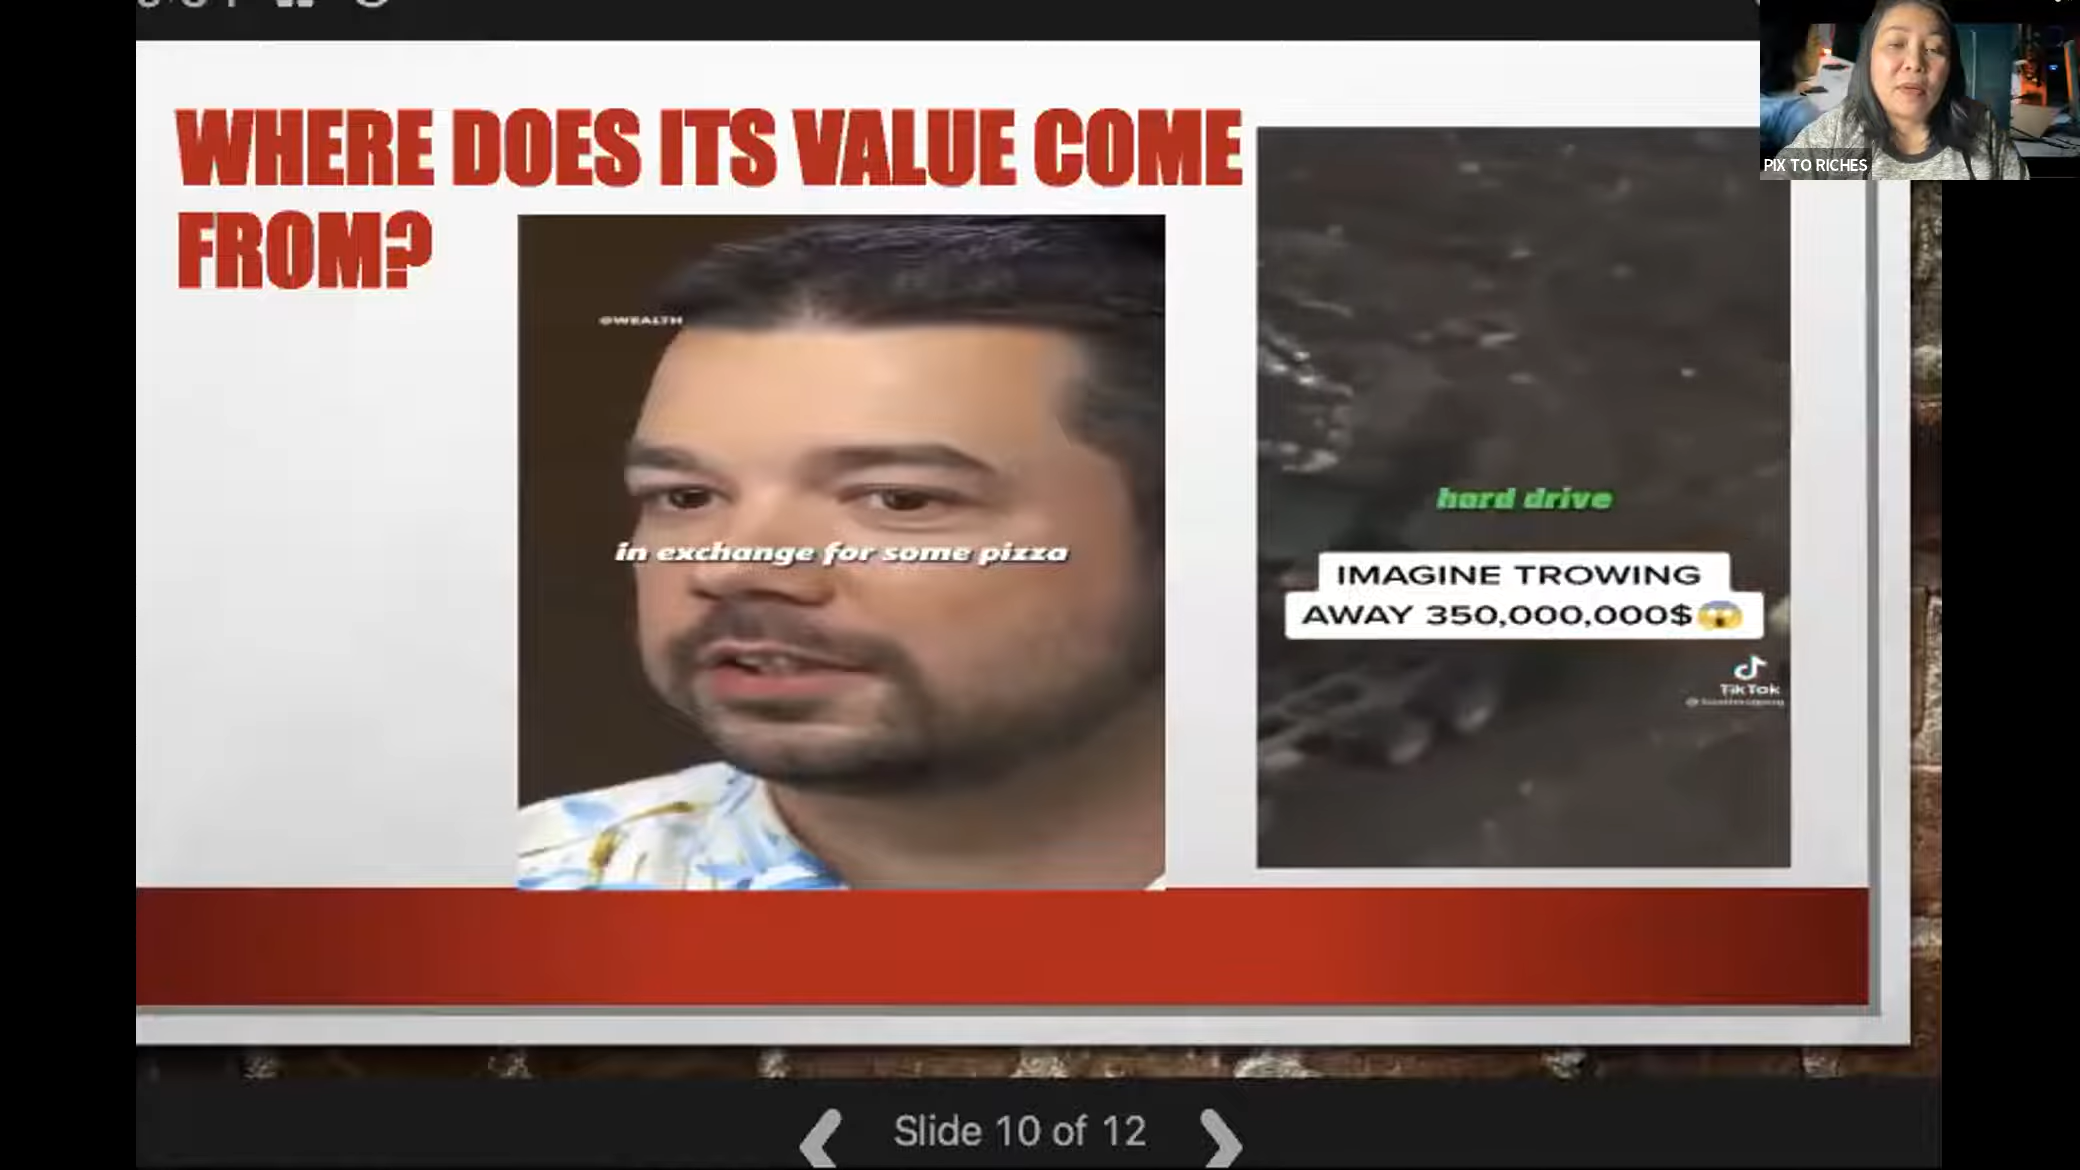 WHERE DOES ITS VALUE COME
FROM?
PIX TO RICHES
@WEALTH
in exchange for some pizza
hard drive
IMAGINE TROWING
AWAY 350,000,000$😱
TikTok
Slide 10 of 12